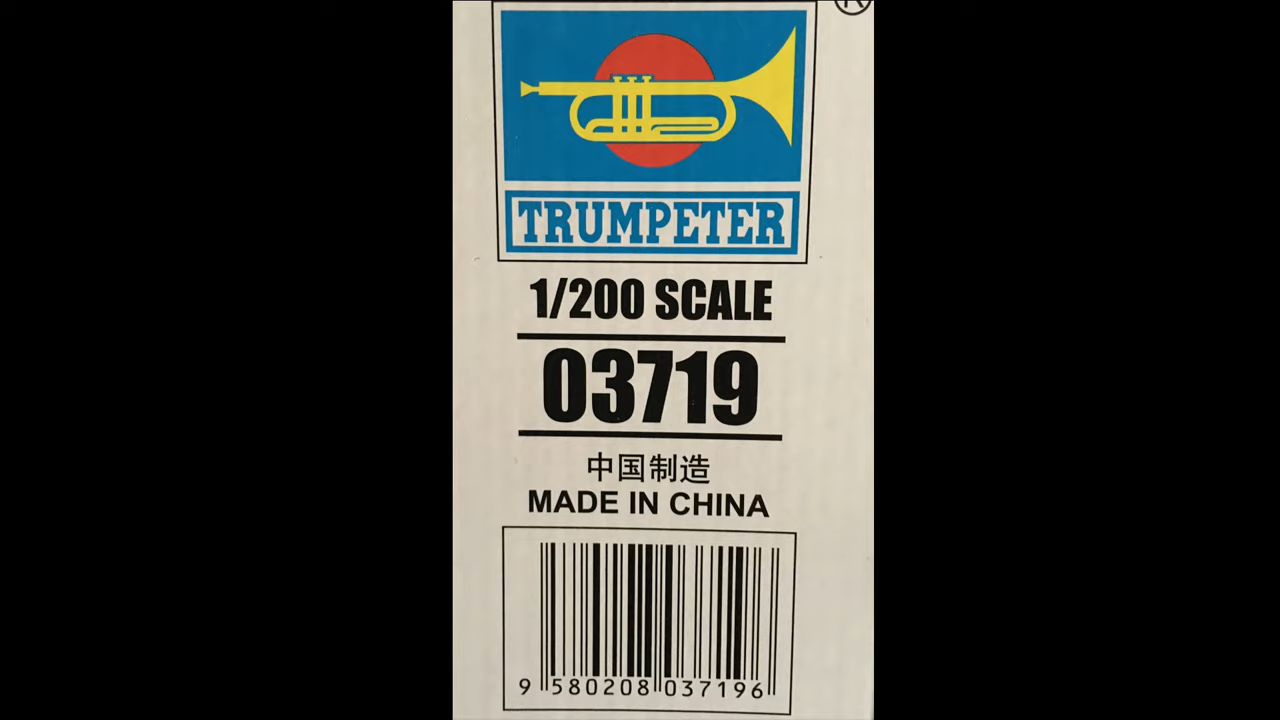 ®
TRUMPETER
1/200 SCALE
03719
中国制造
MADE IN CHINA
9 580208 037196